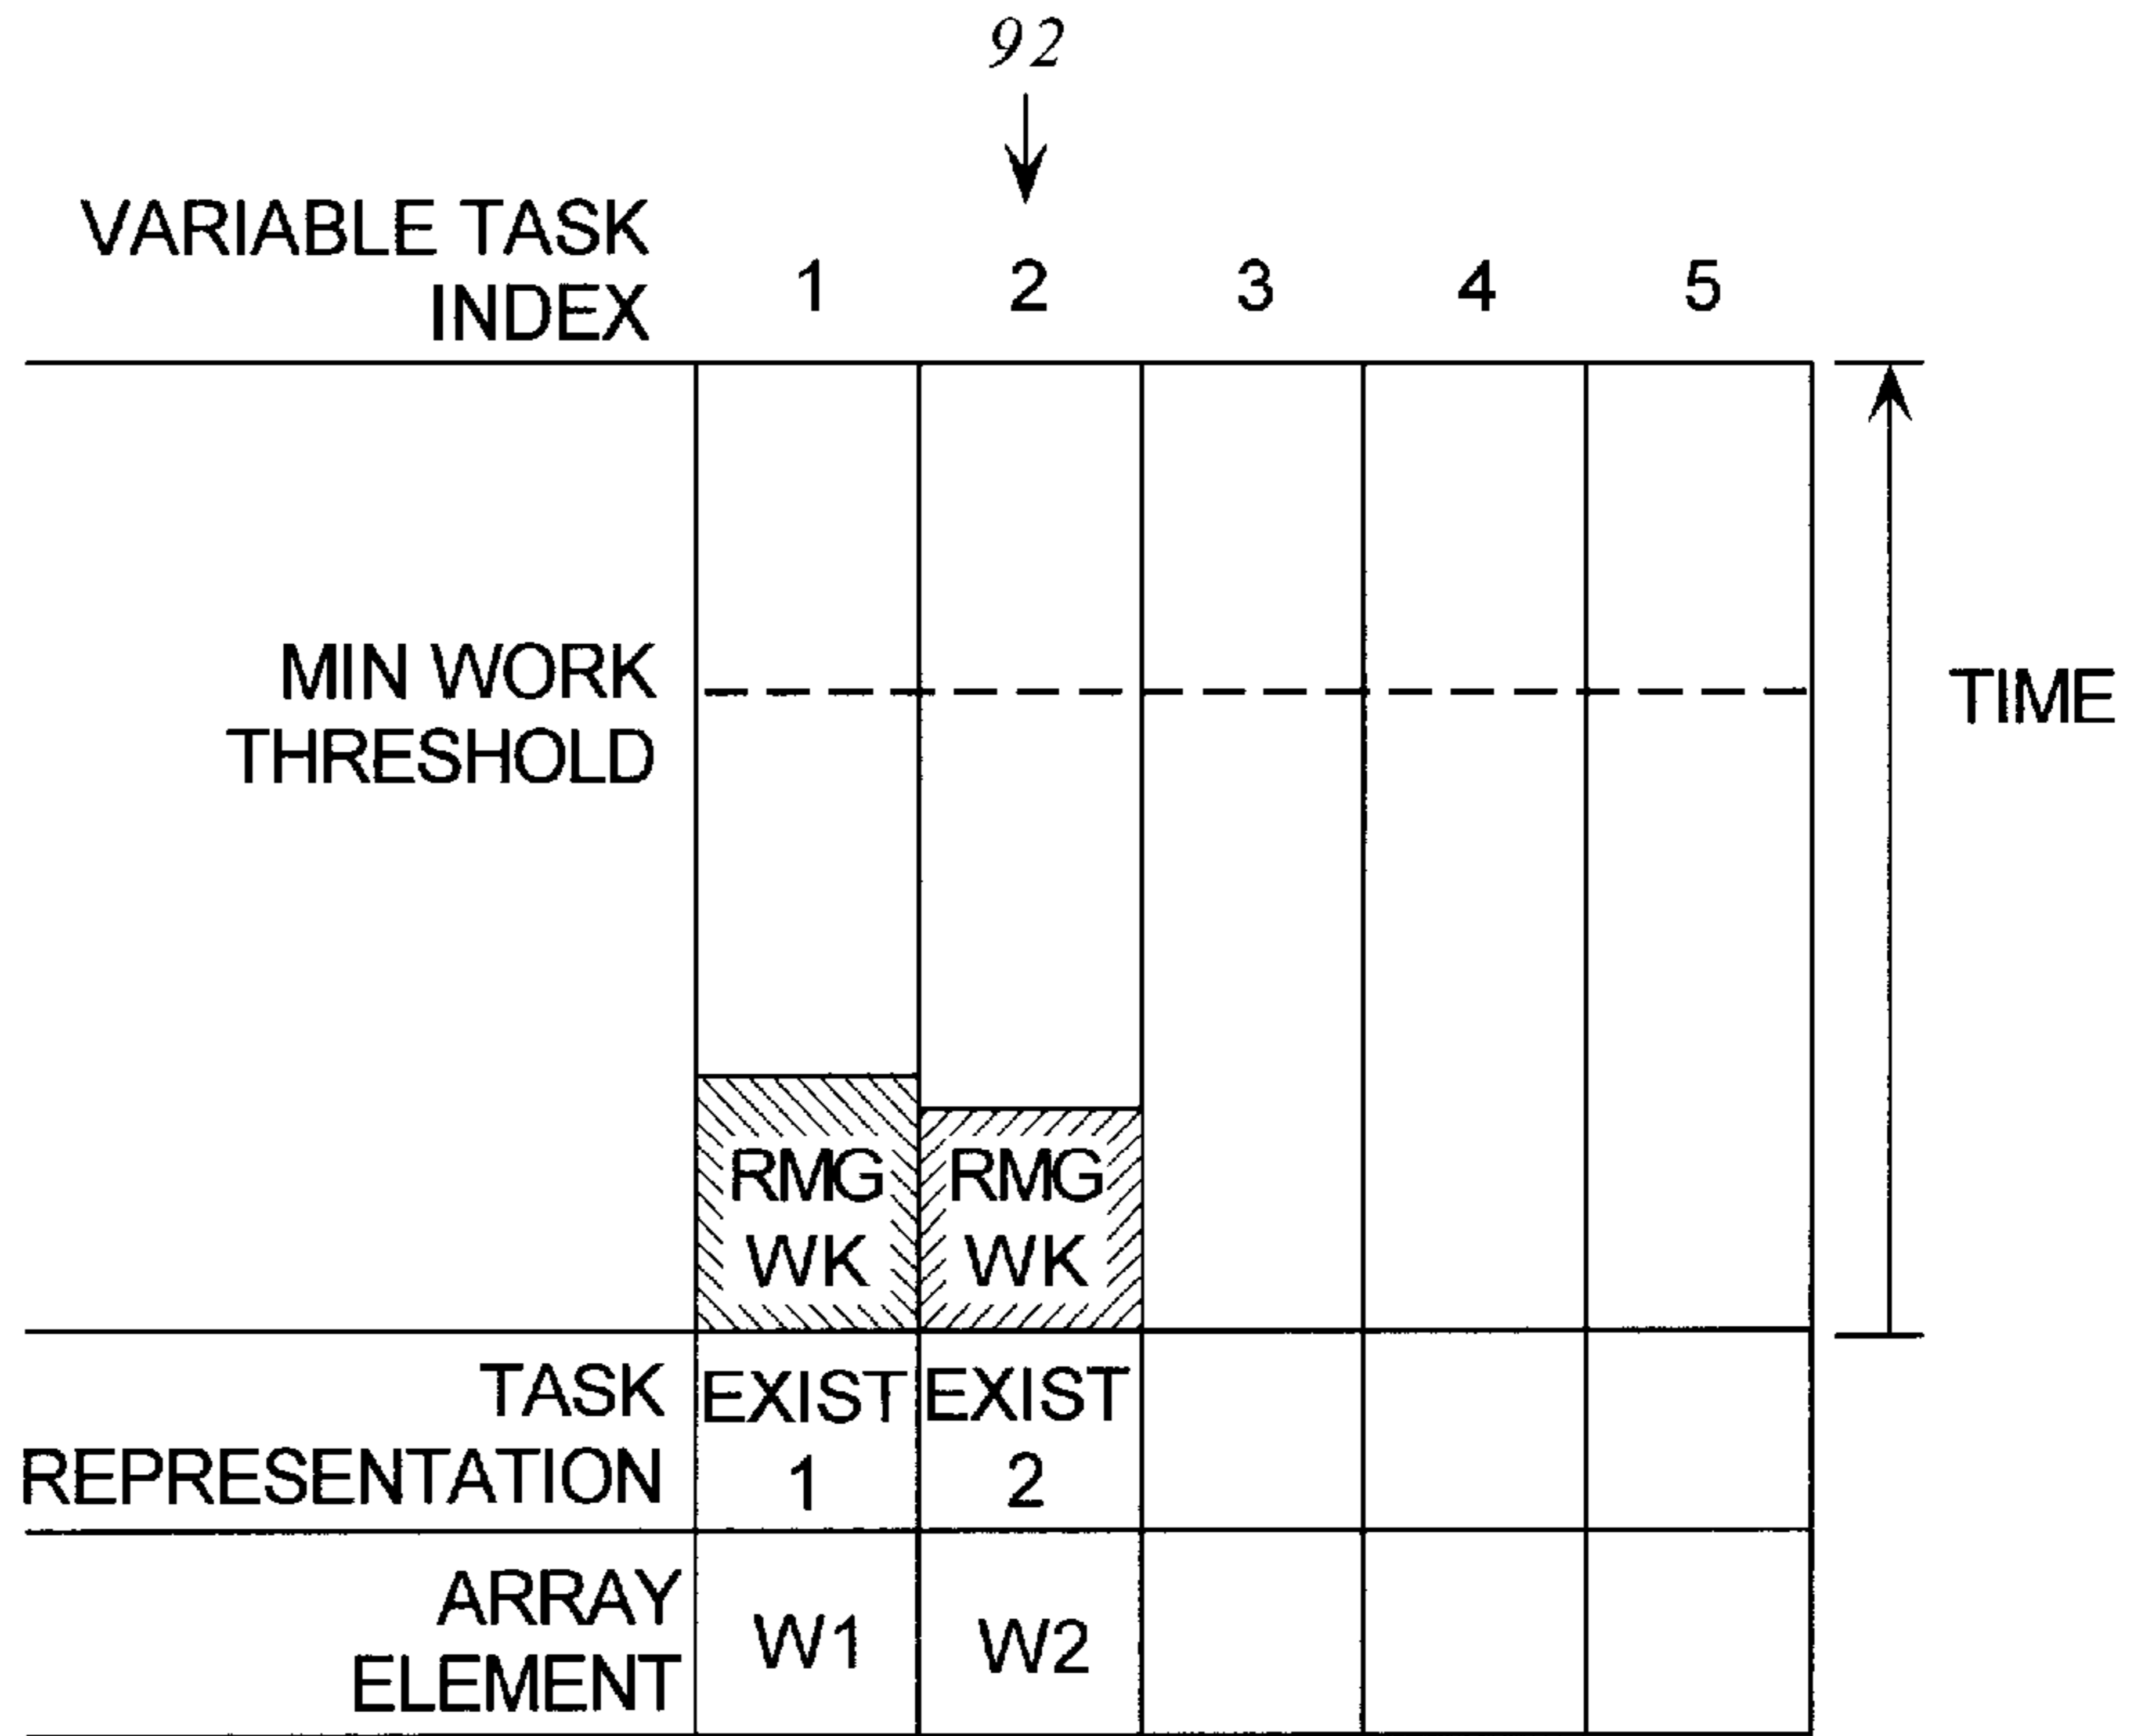 92
VARIABLE TASK
INDEX
1 2 3 4 5
MIN WORK
THRESHOLD
TIME
RMG RMG
WK WK
TASK EXIST EXIST
REPRESENTATION 1 2
ARRAY
ELEMENT
W1 W2